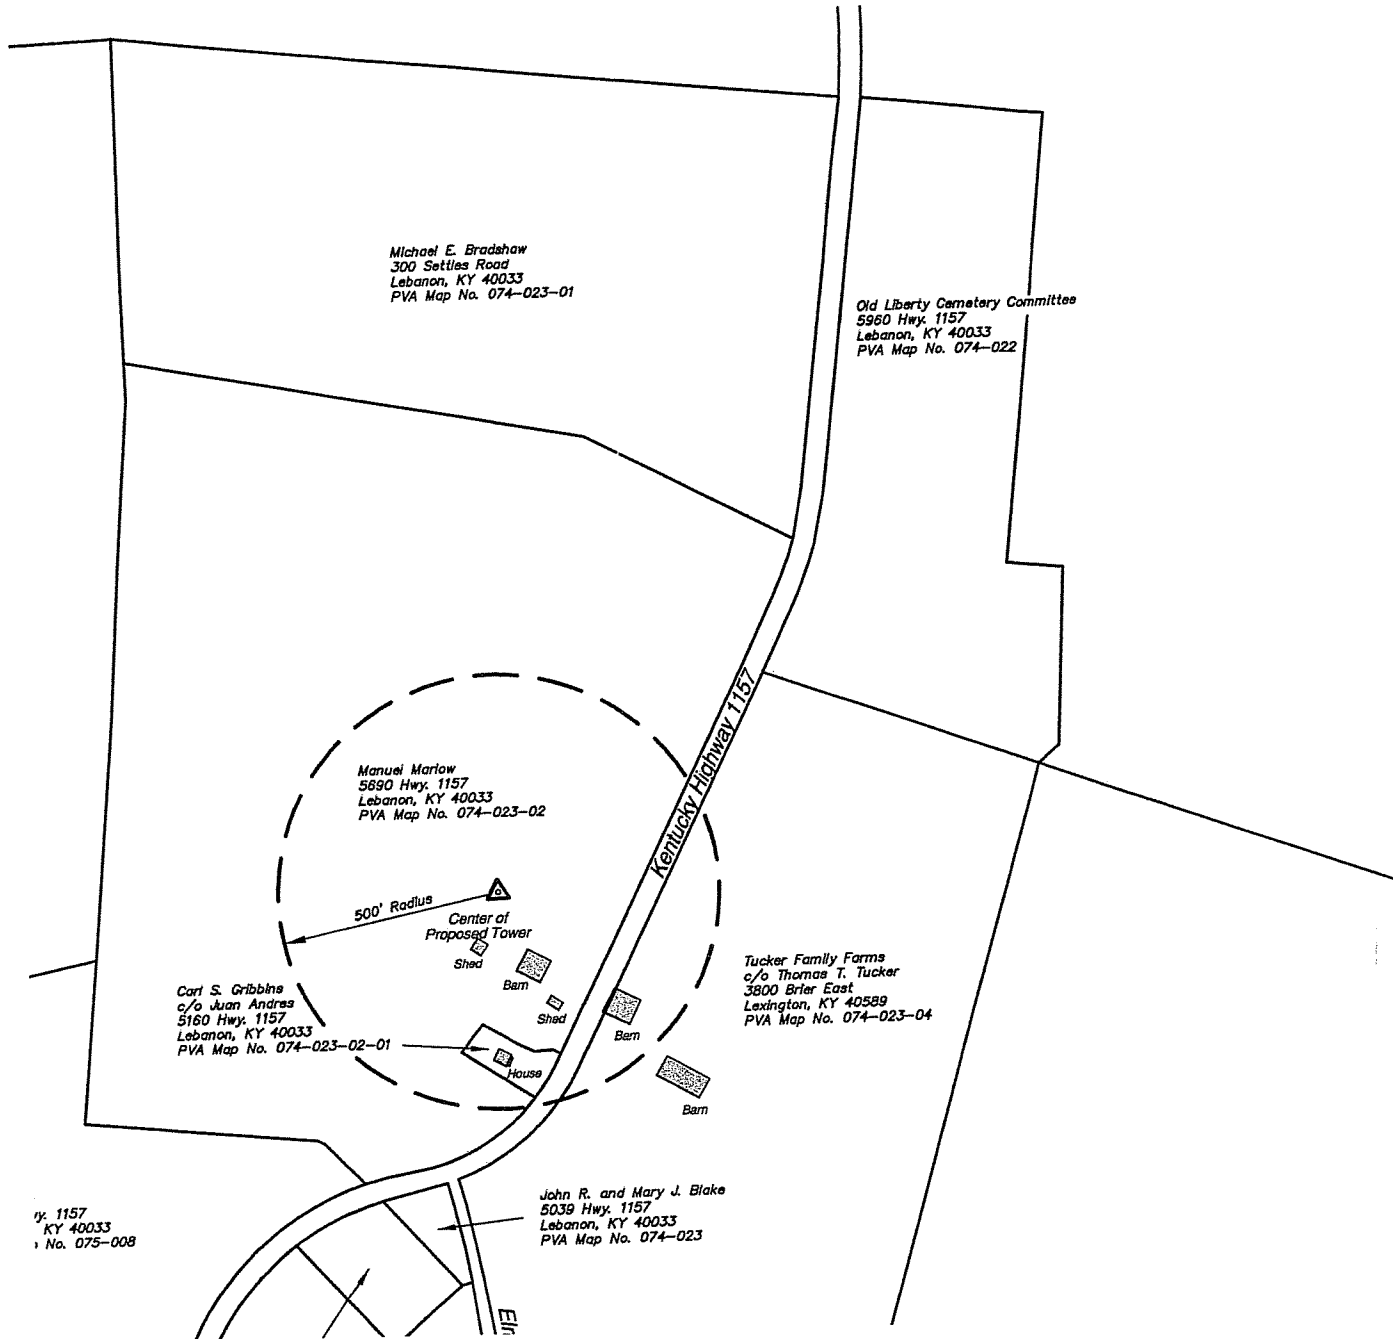 Michael E. Bradshaw
300 Settles Road
Lebanon, KY 40033
PVA Map No. 074-023-01
Old Liberty Cemetery Committee
5960 Hwy. 1157
Lebanon, KY 40033
PVA Map No. 074-022
Kentucky Highway 1157
Manuel Marlow
5690 Hwy. 1157
Lebanon, KY 40033
PVA Map No. 074-023-02
500' Radius
Center of
Proposed Tower
Shed
Barn
Shed
Barn
Tucker Family Farms
c/o Thomas T. Tucker
3800 Brier East
Lexington, KY 40589
PVA Map No. 074-023-04
Carl S. Gribbins
c/o Juan Andres
5160 Hwy. 1157
Lebanon, KY 40033
PVA Map No. 074-023-02-01
House
Barn
John R. and Mary J. Blake
5039 Hwy. 1157
Lebanon, KY 40033
PVA Map No. 074-023
y. 1157
KY 40033
No. 075-008